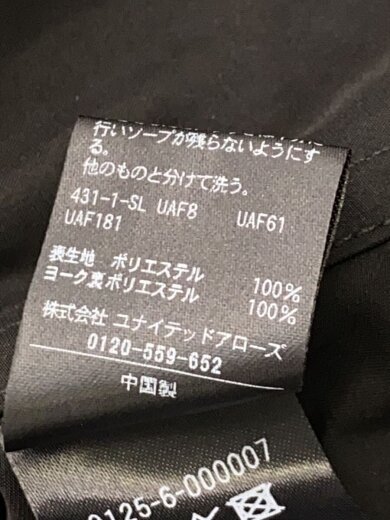 行いソープが残らないようにす
る。
他のものと分けて洗う。
431-1-SL UAF8 UAF61
UAF181
表生地 ポリエステル 100%
ヨーク裏ポリエステル 100%
株式会社 ユナイテッドアローズ
0120-559-652
中国製
0125-6-000007